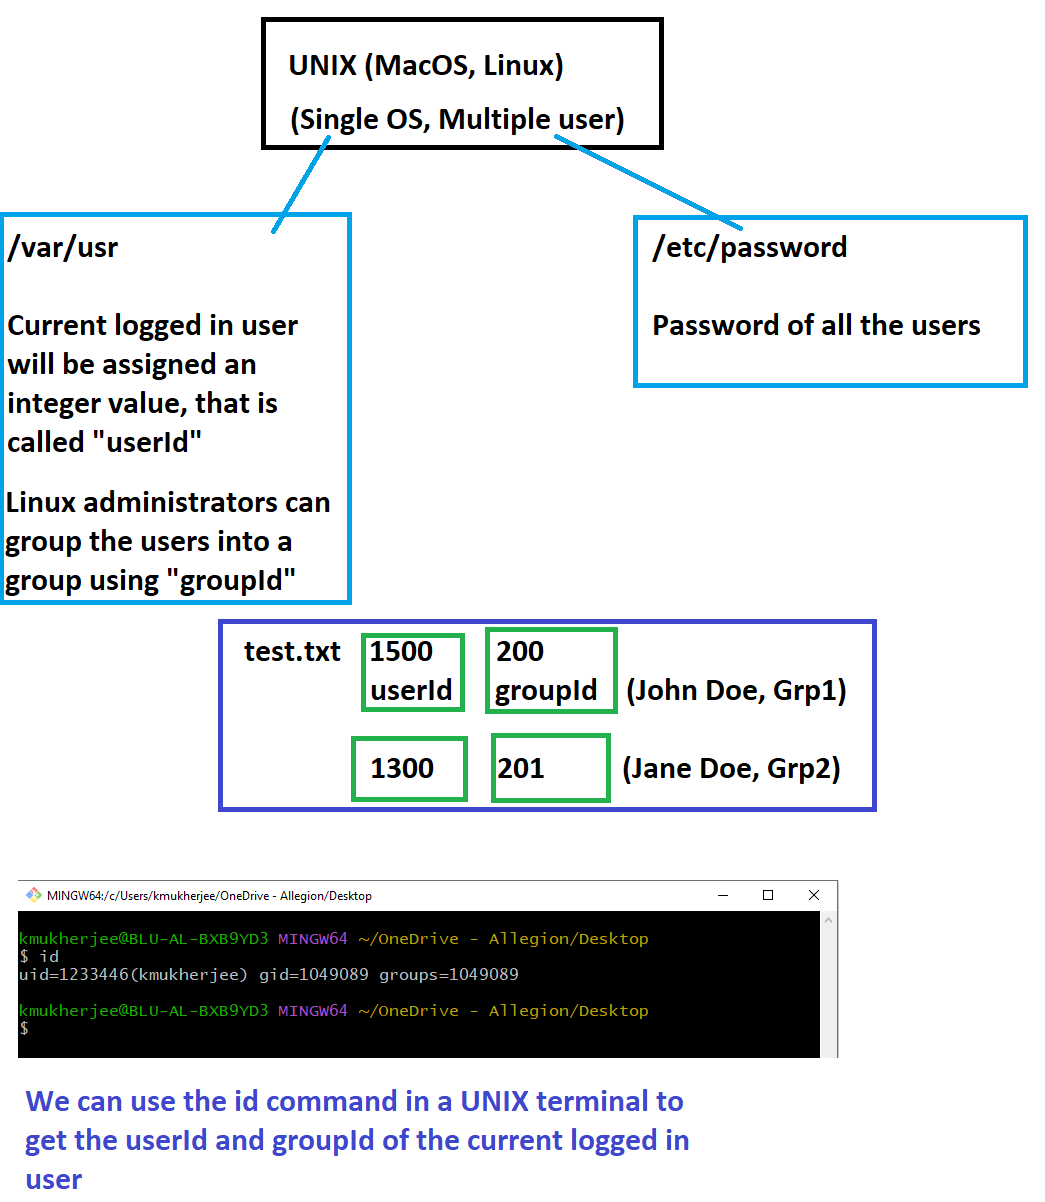 UNIX (MacOS, Linux)
(Single OS, Multiple user)
/var/usr
Current logged in user
will be assigned an
integer value, that is
called "userId"
Linux administrators can
group the users into a
group using "groupId"
/etc/password
Password of all the users
test.txt 1500 200
userId groupId (John Doe, Grp1)
1300 201 (Jane Doe, Grp2)
MINGW64:/c/Users/kmukherjee/OneDrive - Allegion/Desktop
kmukherjee@BLU-AL-BXB9YD3 MINGW64 ~/OneDrive - Allegion/Desktop
$ id
uid=1233446(kmukherjee) gid=1049089 groups=1049089
kmukherjee@BLU-AL-BXB9YD3 MINGW64 ~/OneDrive - Allegion/Desktop
$
We can use the id command in a UNIX terminal to
get the userId and groupId of the current logged in
user